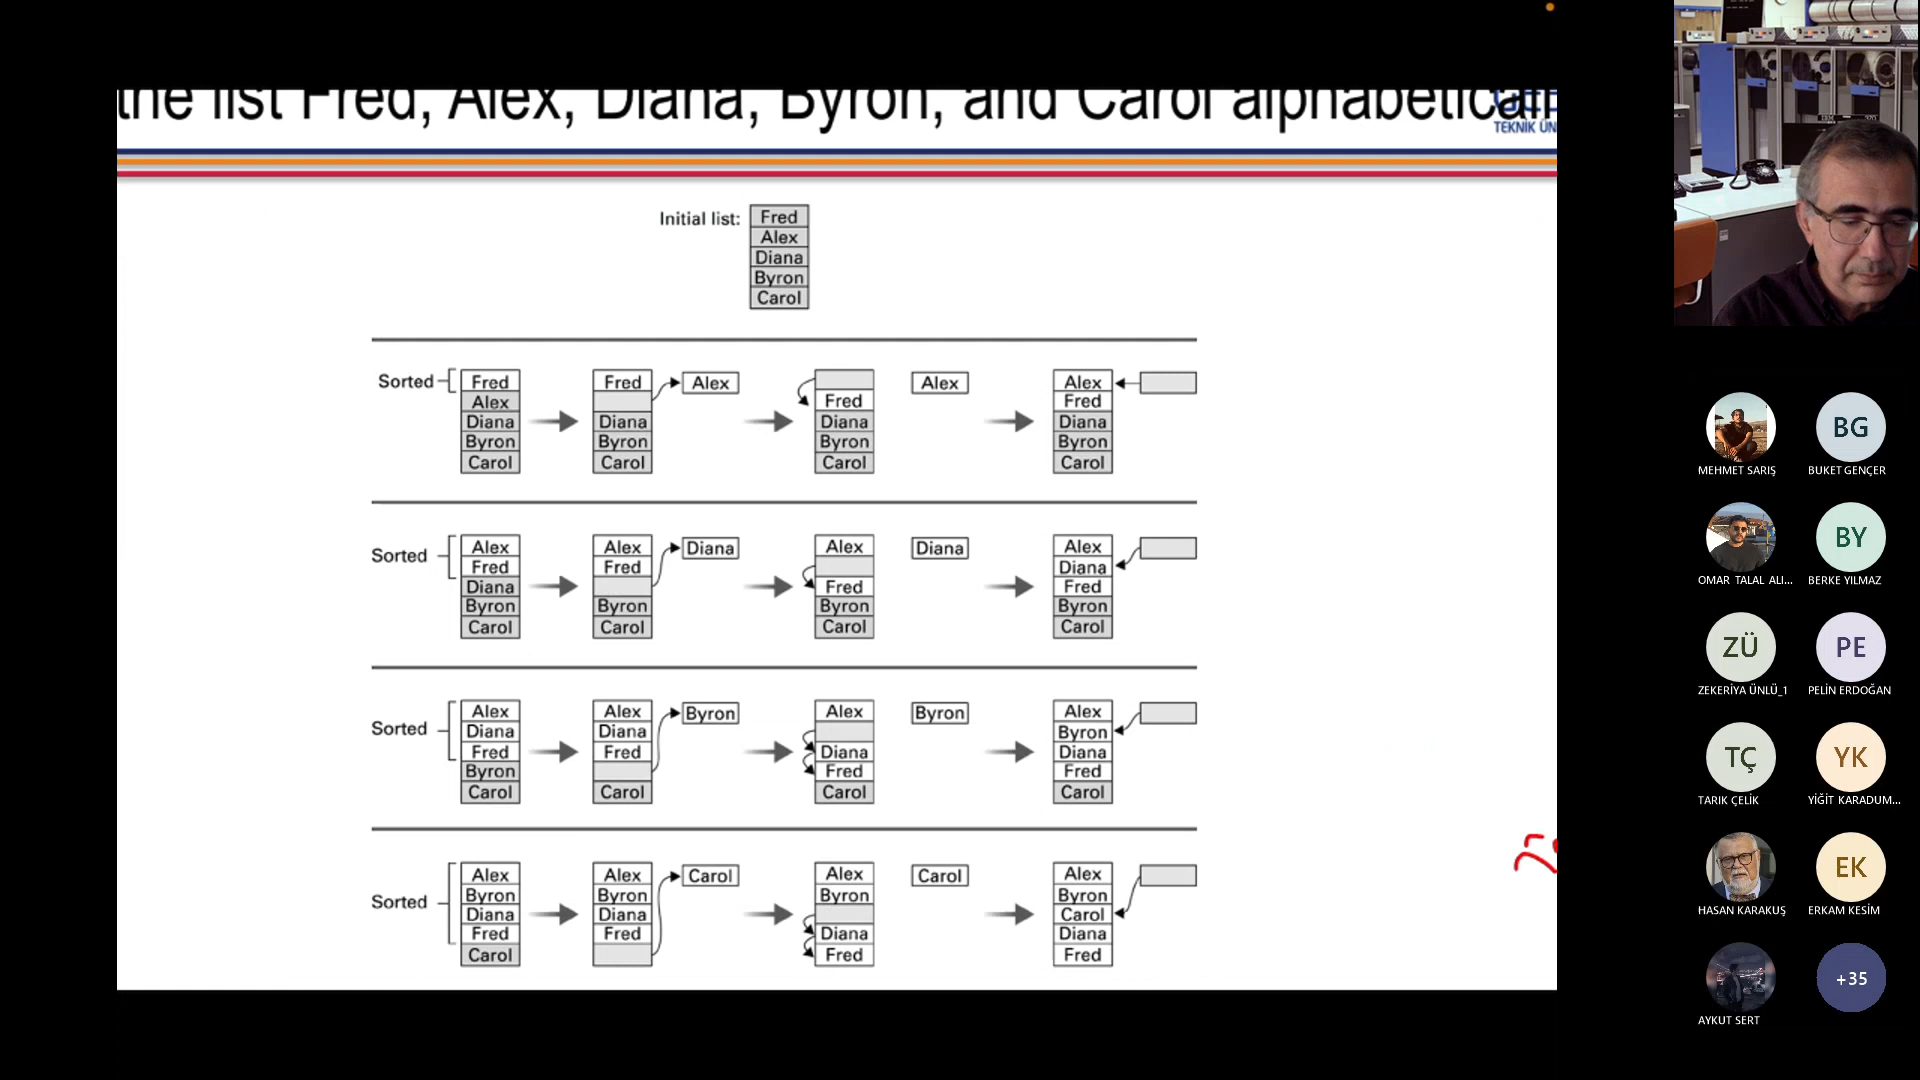 the list Fred, Alex, Diana, Byron, and Carol alphabetical
TEKNİK ÜN
Initial list:
Fred
Alex
Diana
Byron
Carol
Sorted
Fred
Alex
Diana
Byron
Carol
Fred
Diana
Byron
Carol
Alex
Fred
Diana
Byron
Carol
Alex
Alex
Fred
Diana
Byron
Carol
Sorted
Alex
Fred
Diana
Byron
Carol
Alex
Fred
Byron
Carol
Diana
Alex
Fred
Byron
Carol
Diana
Alex
Diana
Fred
Byron
Carol
Sorted
Alex
Diana
Fred
Byron
Carol
Alex
Diana
Fred
Carol
Byron
Alex
Diana
Fred
Carol
Byron
Alex
Byron
Diana
Fred
Carol
Sorted
Alex
Byron
Diana
Fred
Carol
Alex
Byron
Diana
Fred
Carol
Alex
Byron
Diana
Fred
Carol
Alex
Byron
Carol
Diana
Fred
MEHMET SARIŞ
BG
BUKET GENÇER
OMAR TALAL ALI...
BY
BERKE YILMAZ
ZÜ
ZEKERİYA ÜNLÜ_1
PE
PELİN ERDOĞAN
TÇ
TARIK ÇELİK
YK
YİĞİT KARADUM...
HASAN KARAKUŞ
EK
ERKAM KESİM
AYKUT SERT
+35